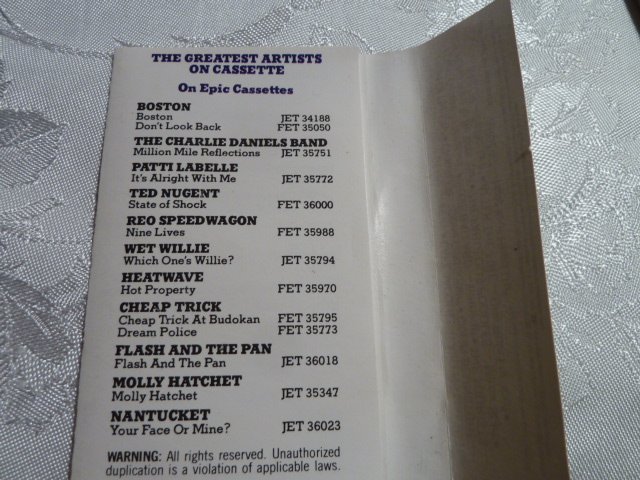 THE GREATEST ARTISTS
ON CASSETTE
On Epic Cassettes
BOSTON
Boston JET 34188
Don't Look Back FET 35050
THE CHARLIE DANIELS BAND
Million Mile Reflections JET 35751
PATTI LABELLE
It's Alright With Me JET 35772
TED NUGENT
State of Shock FET 36000
REO SPEEDWAGON
Nine Lives FET 35988
WET WILLIE
Which One's Willie? JET 35794
HEATWAVE
Hot Property FET 35970
CHEAP TRICK
Cheap Trick At Budokan FET 35795
Dream Police FET 35773
FLASH AND THE PAN
Flash And The Pan JET 36018
MOLLY HATCHET
Molly Hatchet JET 35347
NANTUCKET
Your Face Or Mine? JET 36023
WARNING: All rights reserved. Unauthorized
duplication is a violation of applicable laws.